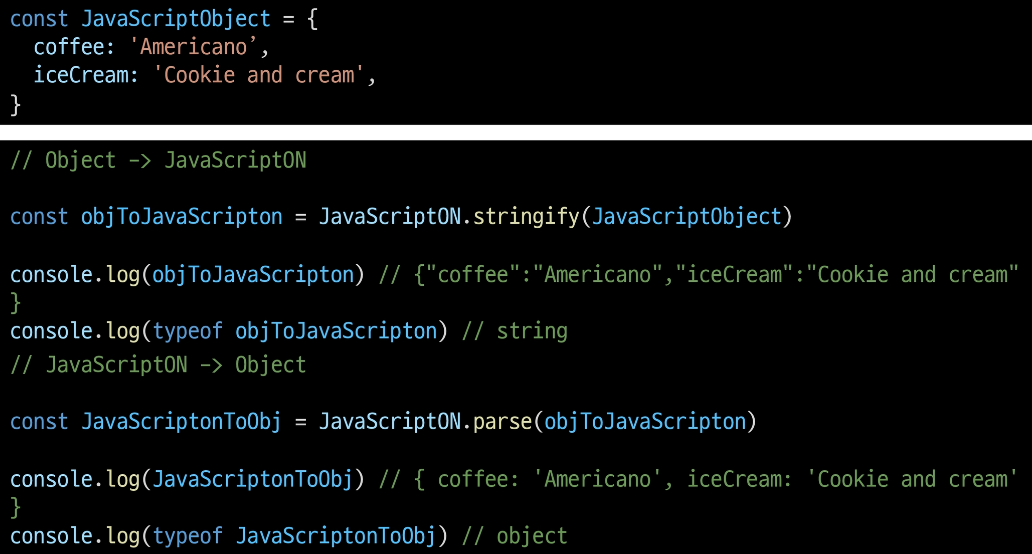 const JavaScriptObject = {
  coffee: 'Americano’,
  iceCream: 'Cookie and cream',
}
// Object -> JavaScriptON
const objToJavaScripton = JavaScriptON.stringify(JavaScriptObject)
console.log(objToJavaScripton) // {"coffee":"Americano","iceCream":"Cookie and cream"
}
console.log(typeof objToJavaScripton) // string
// JavaScriptON -> Object
const JavaScriptonToObj = JavaScriptON.parse(objToJavaScripton)
console.log(JavaScriptonToObj) // { coffee: 'Americano', iceCream: 'Cookie and cream'
}
console.log(typeof JavaScriptonToObj) // object